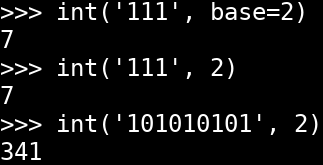 >>> int('111', base=2)
7
>>> int('111', 2)
7
>>> int('101010101', 2)
341